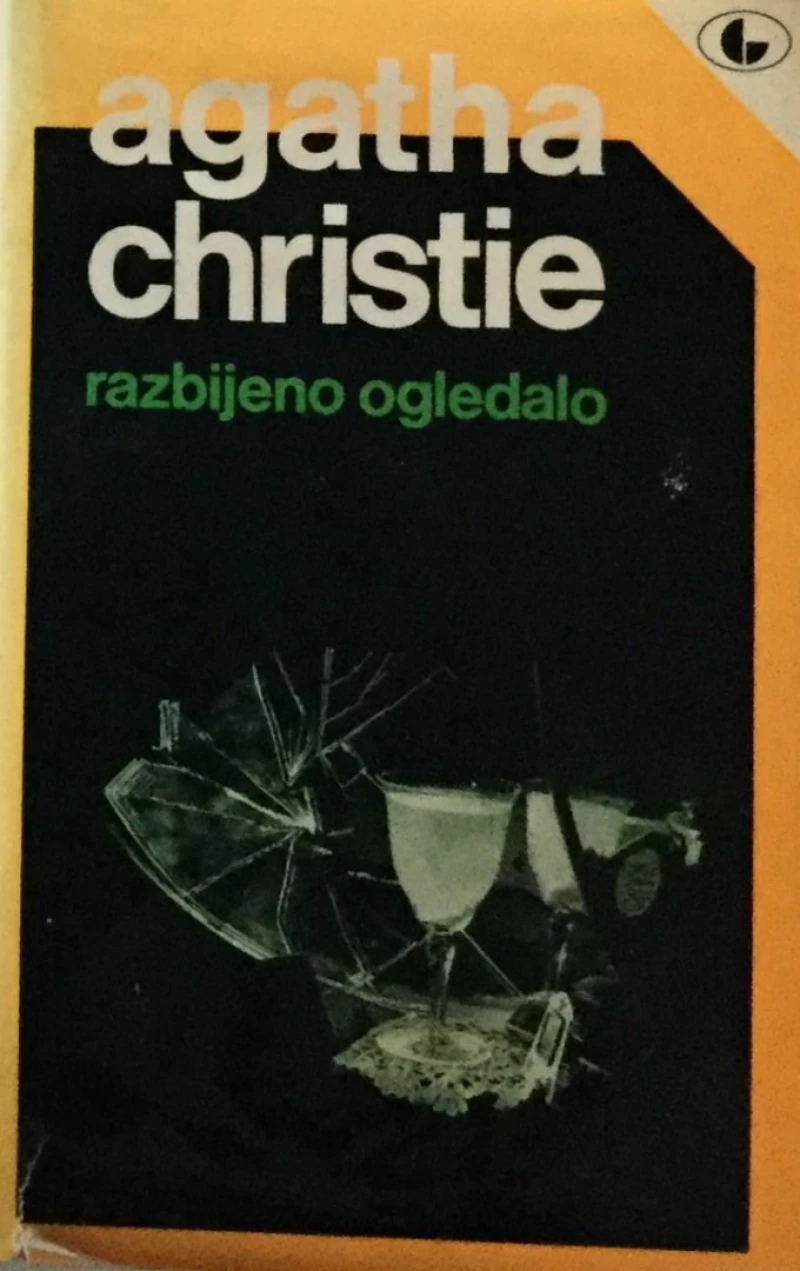 agatha
christie
razbijeno ogledalo